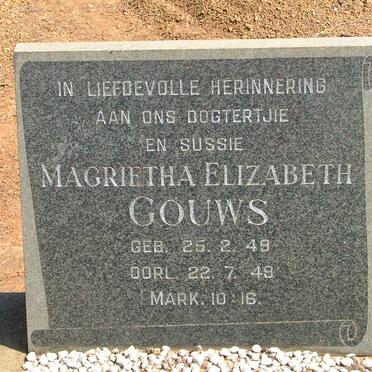 IN LIEFDEVOLLE HERINNERING
AAN ONS DOGTERTJIE
EN SUSSIE
MAGRIETHA ELIZABETH
GOUWS
GEB. 25. 2. 49
OORL. 22. 7. 49
MARK. 10:16.